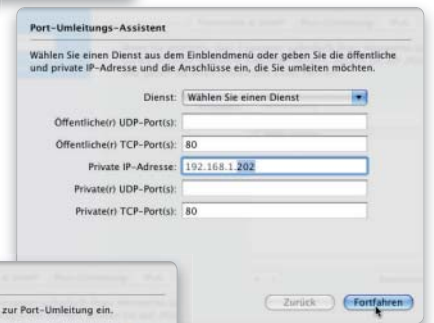 Port-Umleitungs-Assistent
Wählen Sie einen Dienst aus dem Einblendmenü oder geben Sie die öffentliche
und private IP-Adresse und die Anschlüsse ein, die Sie umleiten möchten.
Dienst: Wählen Sie einen Dienst
Öffentliche(r) UDP-Port(s):
Öffentliche(r) TCP-Port(s): 80
Private IP-Adresse: 192.168.1.202
Private(r) UDP-Port(s):
Private(r) TCP-Port(s): 80
Zurück Fortfahren
zur Port-Umleitung ein.